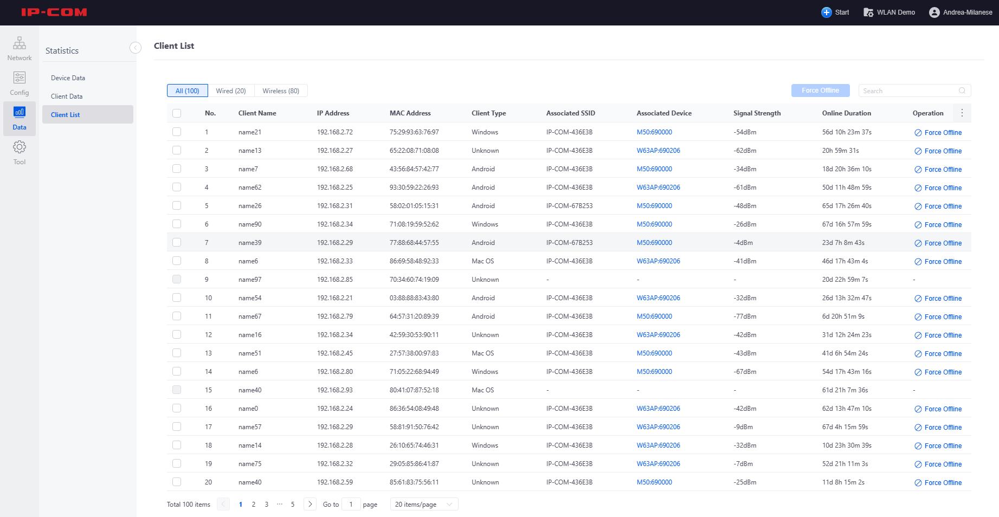 IP-COM
Start
WLAN Demo
Andrea-Milanese
Network
Config
Data
Tool
Statistics
Device Data
Client Data
Client List
Client List
All (100) Wired (20) Wireless (80)
Force Offline
Search
No. Client Name IP Address MAC Address Client Type Associated SSID Associated Device Signal Strength Online Duration Operation
1 name21 192.168.2.72 75:29:93:63:76:97 Windows IP-COM-436E3B M50:690000 -54dBm 56d 10h 23m 37s Force Offline
2 name13 192.168.2.27 65:22:08:71:08:08 Unknown IP-COM-436E3B W63AP:690206 -62dBm 20h 59m 31s Force Offline
3 name7 192.168.2.68 43:56:84:57:42:77 Android IP-COM-436E3B M50:690000 -34dBm 18d 20h 36m 10s Force Offline
4 name62 192.168.2.25 93:30:59:22:26:93 Android IP-COM-436E3B W63AP:690206 -61dBm 50d 11h 48m 59s Force Offline
5 name26 192.168.2.31 58:02:01:05:15:31 Android IP-COM-67B253 M50:690000 -48dBm 65d 17h 26m 40s Force Offline
6 name90 192.168.2.34 71:08:19:59:52:62 Windows IP-COM-436E3B M50:690000 -26dBm 67d 16h 57m 59s Force Offline
7 name39 192.168.2.29 77:88:68:44:57:55 Android IP-COM-67B253 M50:690000 -4dBm 23d 7h 8m 43s Force Offline
8 name6 192.168.2.33 86:69:58:48:92:33 Mac OS IP-COM-436E3B W63AP:690206 -41dBm 46d 17h 43m 4s Force Offline
9 name97 192.168.2.85 70:34:60:74:19:09 Unknown - - - 20d 22h 59m 7s -
10 name54 192.168.2.21 03:88:88:83:43:80 Android IP-COM-436E3B W63AP:690206 -32dBm 26d 13h 32m 47s Force Offline
11 name67 192.168.2.79 64:57:31:20:89:39 Android IP-COM-436E3B M50:690000 -77dBm 6d 20h 51m 9s Force Offline
12 name16 192.168.2.34 42:59:30:53:90:11 Unknown IP-COM-436E3B W63AP:690206 -42dBm 31d 12h 24m 23s Force Offline
13 name51 192.168.2.45 27:57:38:00:97:83 Mac OS IP-COM-436E3B M50:690000 -43dBm 41d 6h 54m 24s Force Offline
14 name6 192.168.2.80 71:05:22:68:94:49 Windows IP-COM-436E3B M50:690000 -67dBm 54d 17h 43m 16s Force Offline
15 name40 192.168.2.93 80:41:07:87:52:18 Mac OS - - - 61d 21h 7m 36s -
16 name0 192.168.2.24 86:36:54:08:49:48 Unknown IP-COM-436E3B W63AP:690206 -42dBm 62d 13h 47m 10s Force Offline
17 name57 192.168.2.29 58:81:91:50:76:42 Unknown IP-COM-436E3B W63AP:690206 -9dBm 67d 4h 15m 59s Force Offline
18 name14 192.168.2.28 26:10:65:74:46:31 Windows IP-COM-436E3B W63AP:690206 -32dBm 10d 23h 30m 39s Force Offline
19 name75 192.168.2.32 29:05:85:86:41:87 Unknown IP-COM-436E3B W63AP:690206 -7dBm 52d 21h 11m 3s Force Offline
20 name40 192.168.2.59 85:61:83:75:56:11 Unknown IP-COM-436E3B M50:690000 -25dBm 11d 8h 15m 2s Force Offline
Total 100 items 1 2 3 ··· 5 Go to 1 page 20 items/page